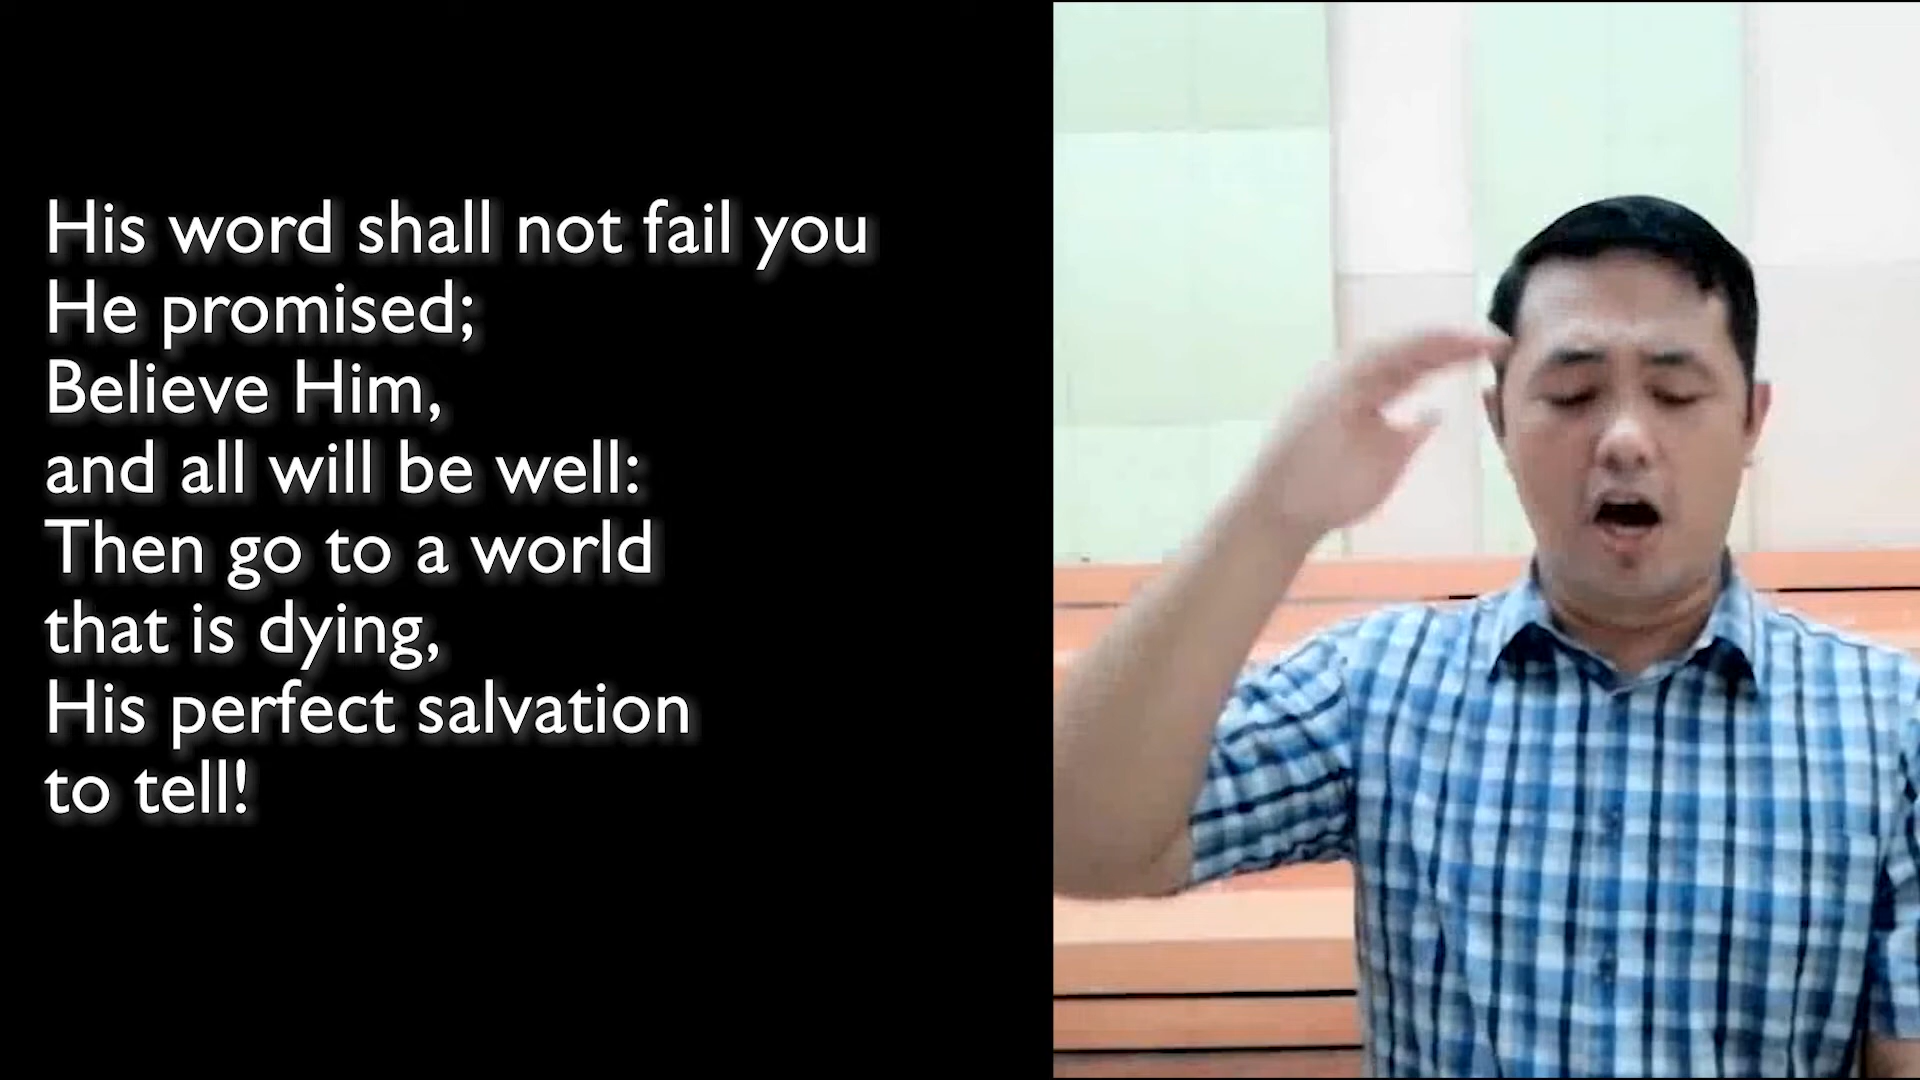 His word shall not fail you
He promised;
Believe Him,
and all will be well:
Then go to a world
that is dying,
His perfect salvation
to tell!